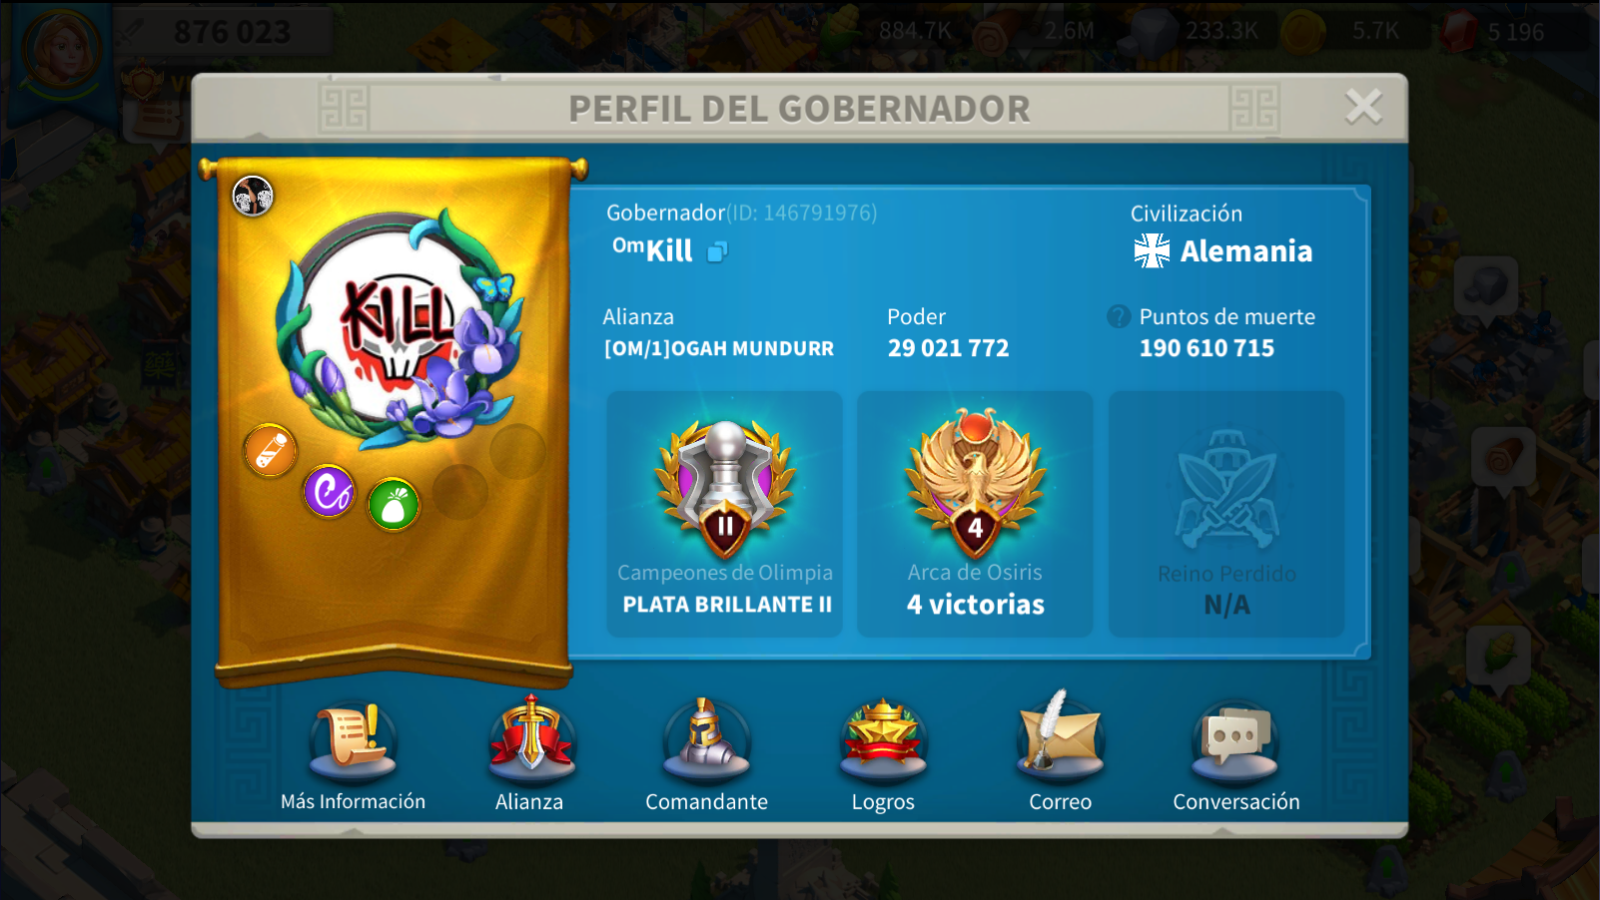 876 023
884.7K
2.6M
233.3K
5.7K
5 196
PERFIL DEL GOBERNADOR
Gobernador(ID: 146791976)
Civilización
ᴼᵐKill
Alemania
KILL
Alianza
Poder
? Puntos de muerte
[OM/1]OGAH MUNDURR
29 021 772
190 610 715
II
4
Campeones de Olimpia
Arca de Osiris
Reino Perdido
PLATA BRILLANTE II
4 victorias
N/A
Más Información
Alianza
Comandante
Logros
Correo
Conversación